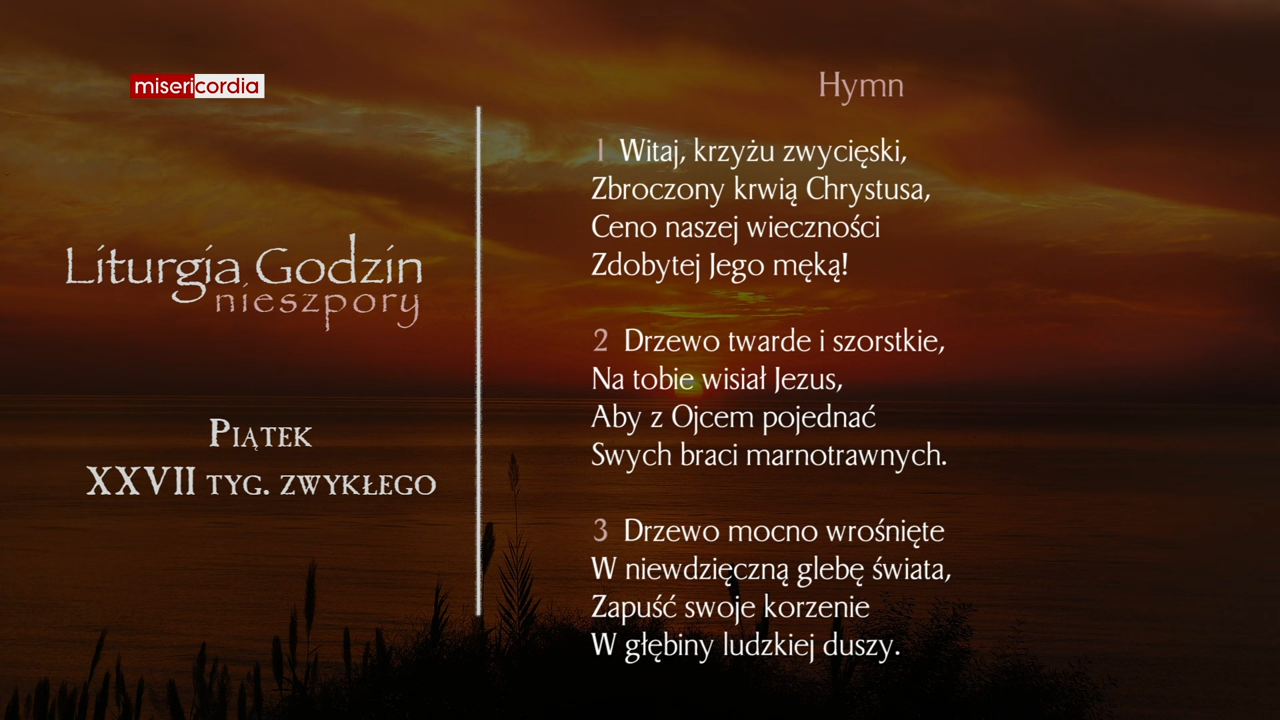 misericordia
Liturgia Godzin
nieszpory
Piątek
XXVII tyg. zwykłego
Hymn
1 Witaj, krzyżu zwycięski,
Zbroczony krwią Chrystusa,
Ceno naszej wieczności
Zdobytej Jego męką!
2 Drzewo twarde i szorstkie,
Na tobie wisiał Jezus,
Aby z Ojcem pojednać
Swych braci marnotrawnych.
3 Drzewo mocno wrośnięte
W niewdzięczną glebę świata,
Zapuść swoje korzenie
W głębiny ludzkiej duszy.